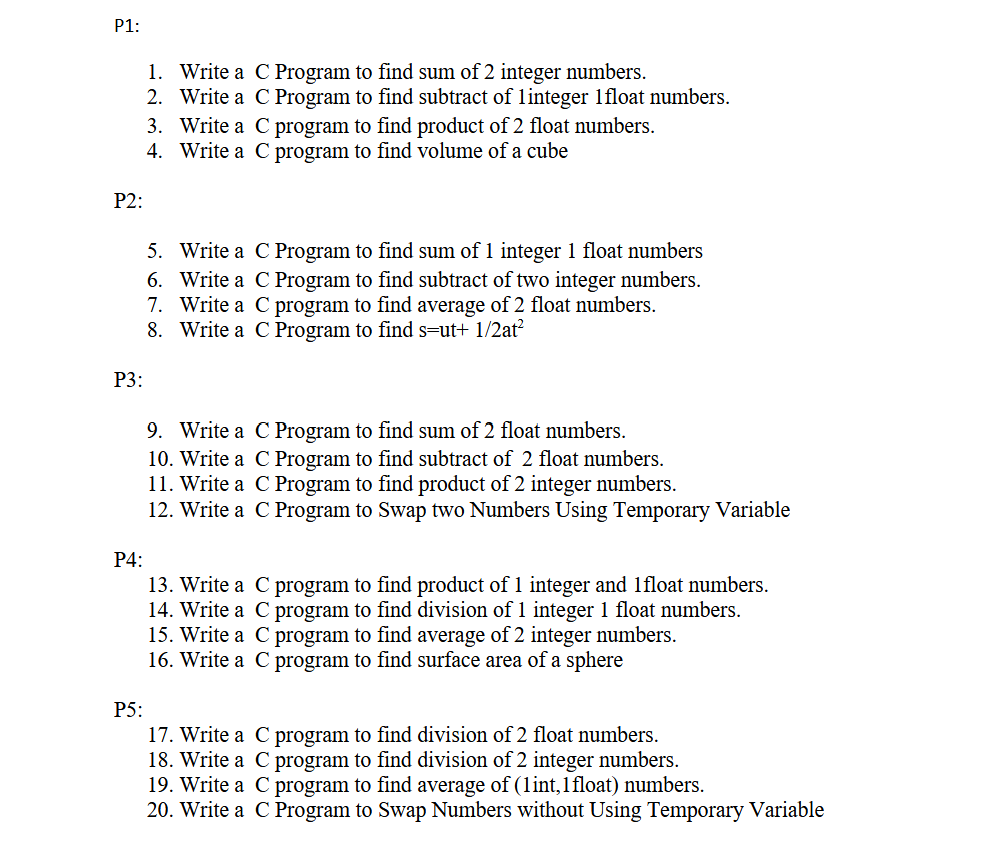 P1:
1. Write a C Program to find sum of 2 integer numbers.
2. Write a C Program to find subtract of 1integer 1float numbers.
3. Write a C program to find product of 2 float numbers.
4. Write a C program to find volume of a cube
P2:
5. Write a C Program to find sum of 1 integer 1 float numbers
6. Write a C Program to find subtract of two integer numbers.
7. Write a C program to find average of 2 float numbers.
8. Write a C Program to find s=ut+ 1/2at²
P3:
9. Write a C Program to find sum of 2 float numbers.
10. Write a C Program to find subtract of 2 float numbers.
11. Write a C Program to find product of 2 integer numbers.
12. Write a C Program to Swap two Numbers Using Temporary Variable
P4:
13. Write a C program to find product of 1 integer and 1float numbers.
14. Write a C program to find division of 1 integer 1 float numbers.
15. Write a C program to find average of 2 integer numbers.
16. Write a C program to find surface area of a sphere
P5:
17. Write a C program to find division of 2 float numbers.
18. Write a C program to find division of 2 integer numbers.
19. Write a C program to find average of (1int,1float) numbers.
20. Write a C Program to Swap Numbers without Using Temporary Variable